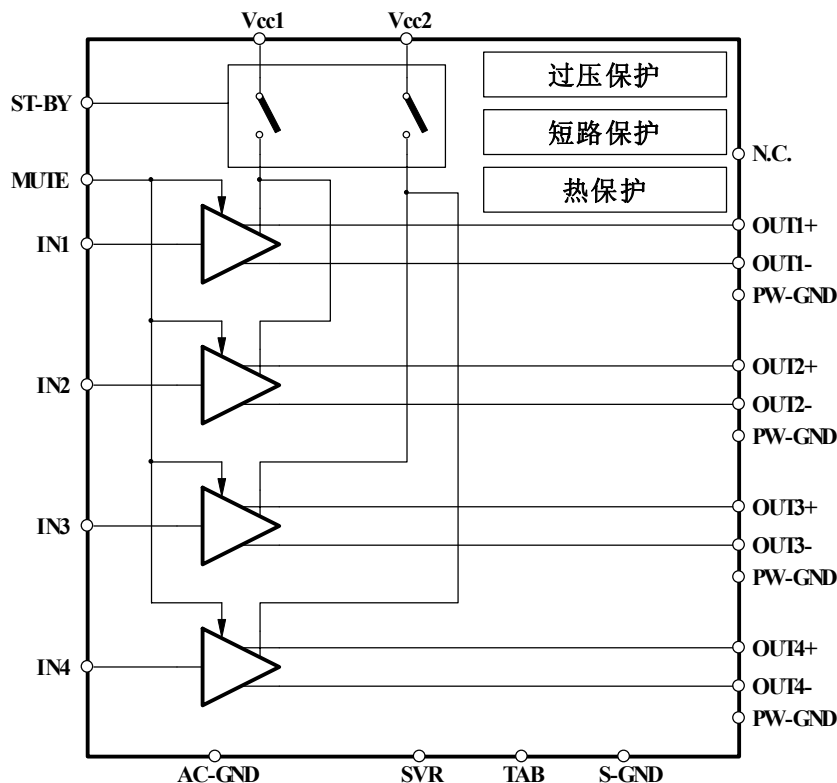 Vcc1 Vcc2
过压保护
ST-BY
短路保护
N.C.
MUTE
热保护
OUT1+
IN1
OUT1-
PW-GND
OUT2+
IN2
OUT2-
PW-GND
OUT3+
IN3
OUT3-
PW-GND
OUT4+
IN4
OUT4-
PW-GND
AC-GND SVR TAB S-GND